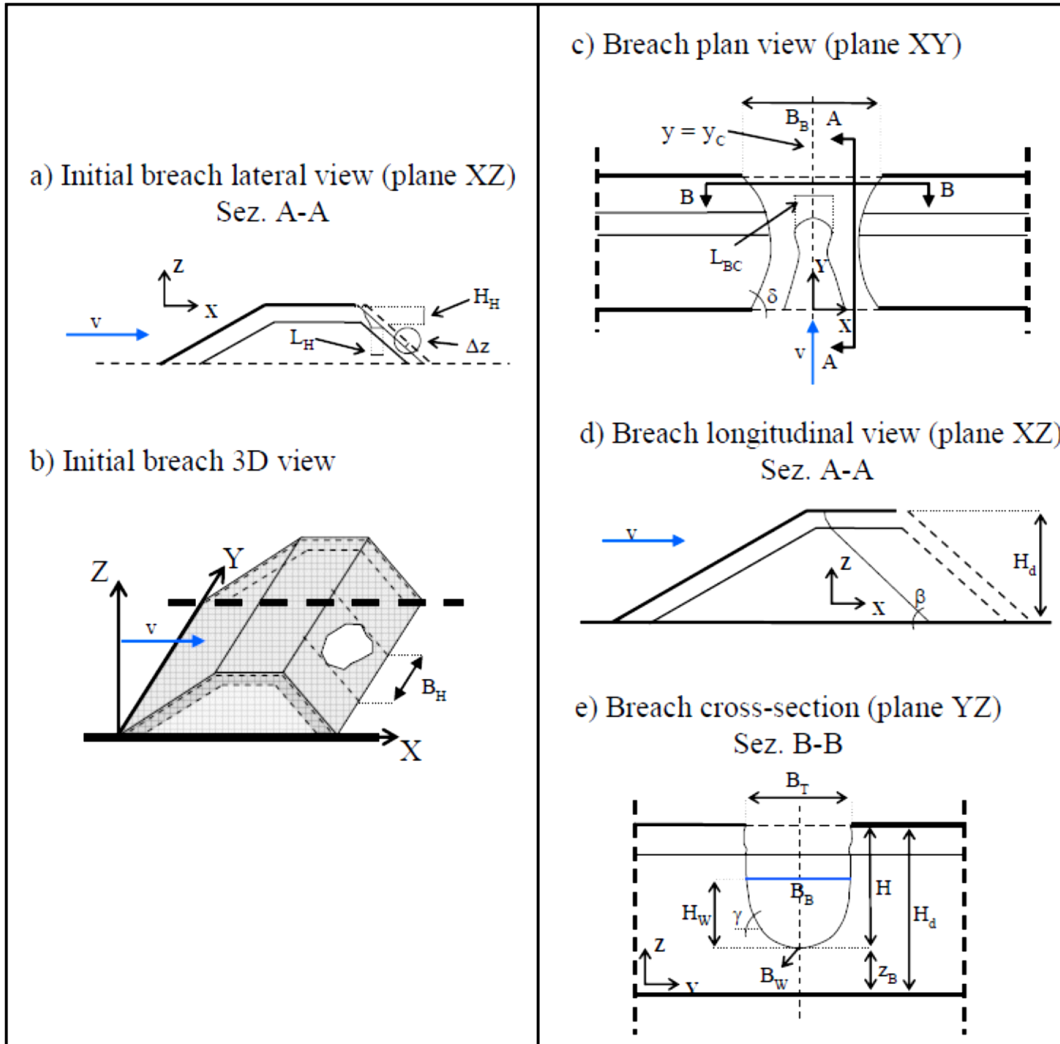 a) Initial breach lateral view (plane XZ)
Sez. A-A
Z
X
v
H_H
L_H
Δz
b) Initial breach 3D view
Z
Y
v
B_H
X
c) Breach plan view (plane XY)
B_B
A
y = y_C
B
B
L_BC
Y
δ
X
v
A
d) Breach longitudinal view (plane XZ)
Sez. A-A
v
Z
X
β
H_d
e) Breach cross-section (plane YZ)
Sez. B-B
B_T
B_B
H
H_W
γ
H_d
Z
z_B
B_W
Y